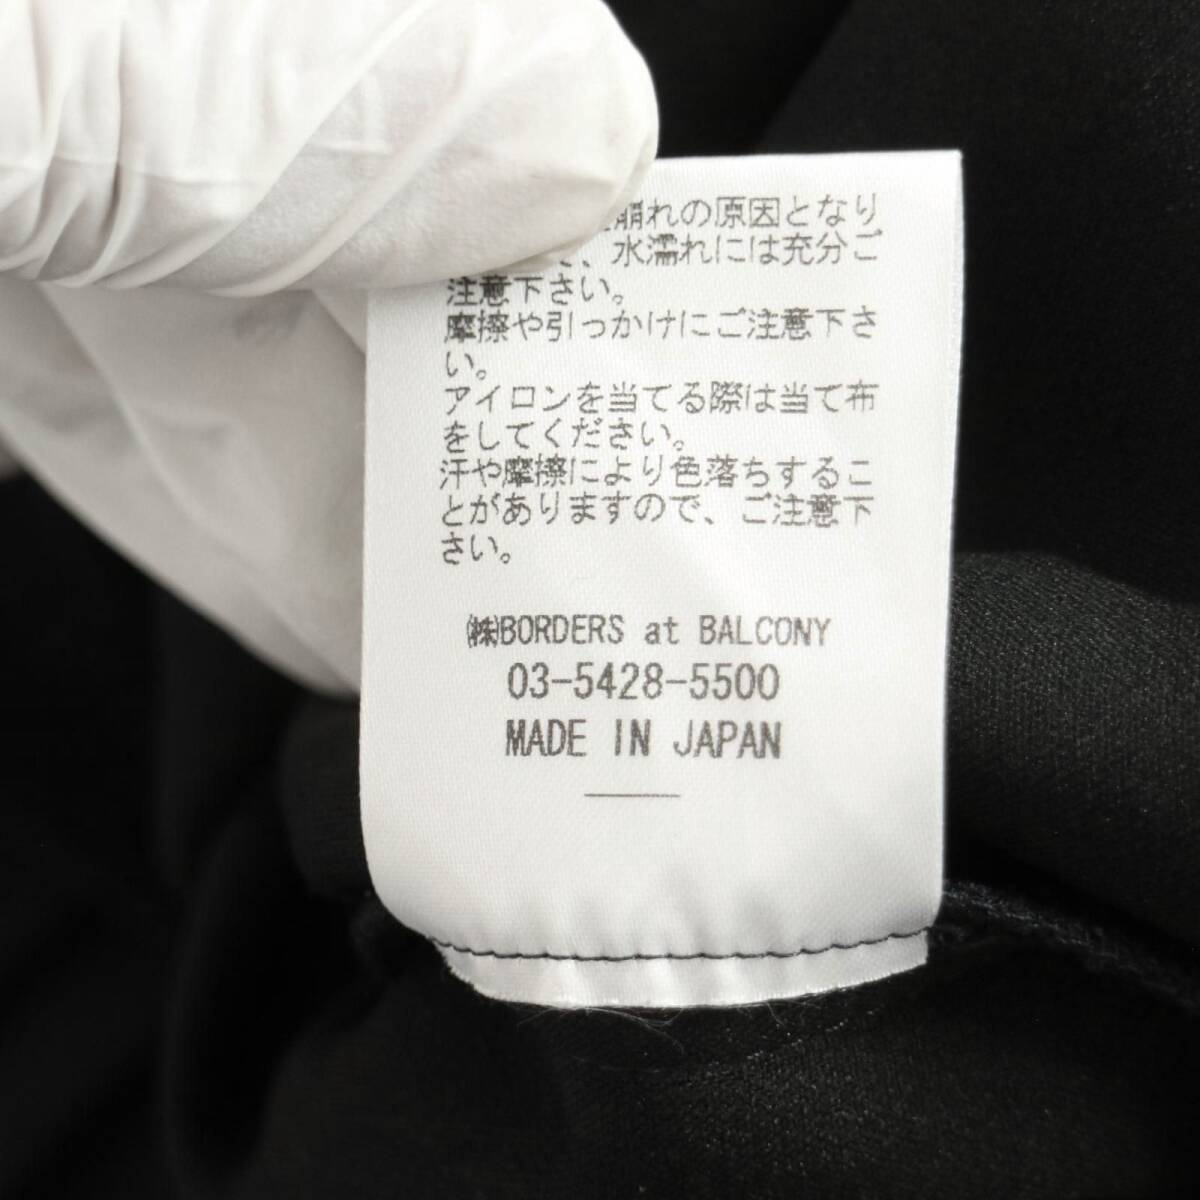 崩れの原因となり
、水濡れには充分ご
注意下さい。
摩擦や引っかけにご注意下さ
い。
アイロンを当てる際は当て布
をしてください。
汗や摩擦により色落ちするこ
とがありますので、ご注意下
さい。
㈱BORDERS at BALCONY
03-5428-5500
MADE IN JAPAN